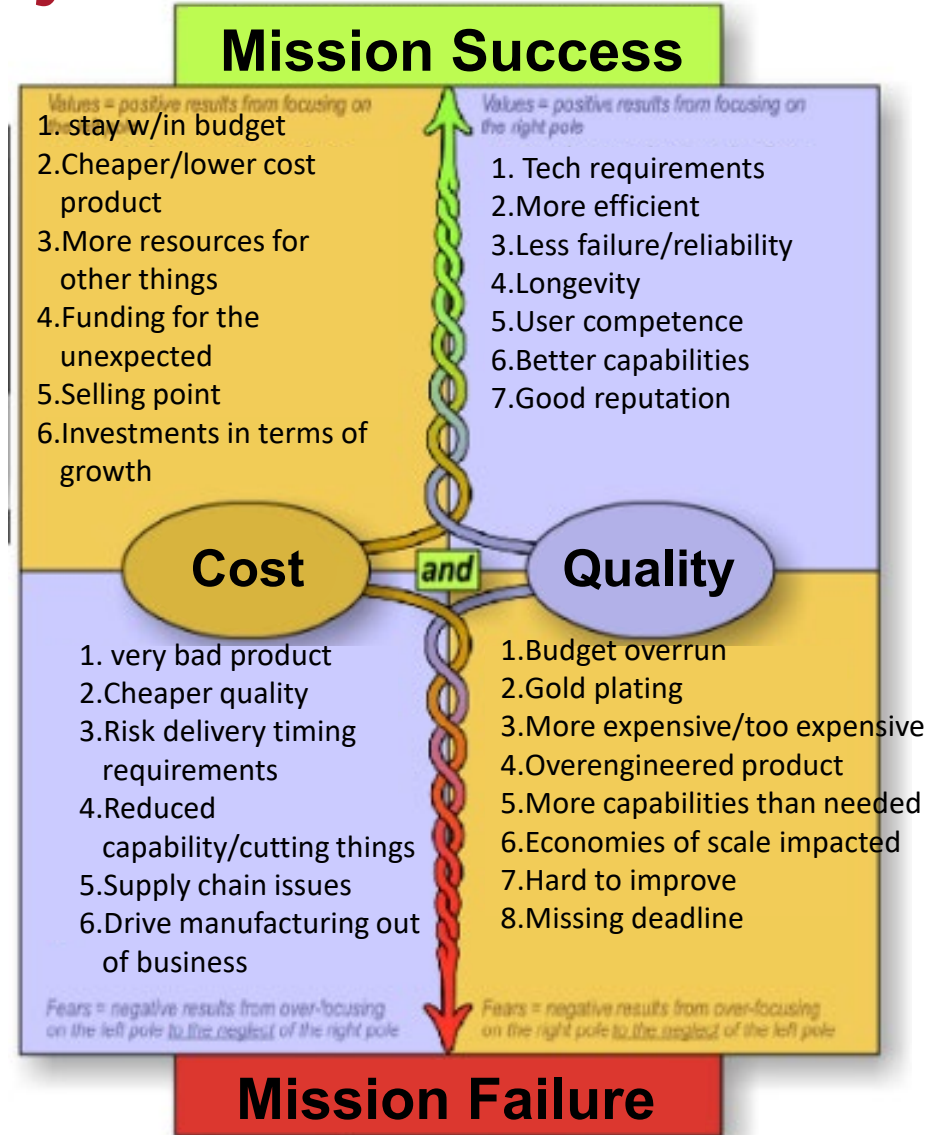 Mission Success
Values = positive results from focusing on
the left pole
1. stay w/in budget
2.Cheaper/lower cost
product
3.More resources for
other things
4.Funding for the
unexpected
5.Selling point
6.Investments in terms of
growth
Values = positive results from focusing on
the right pole
1. Tech requirements
2.More efficient
3.Less failure/reliability
4.Longevity
5.User competence
6.Better capabilities
7.Good reputation
Cost
and
Quality
1. very bad product
2.Cheaper quality
3.Risk delivery timing
requirements
4.Reduced
capability/cutting things
5.Supply chain issues
6.Drive manufacturing out
of business
Fears = negative results from over-focusing
on the left pole to the neglect of the right pole
1.Budget overrun
2.Gold plating
3.More expensive/too expensive
4.Overengineered product
5.More capabilities than needed
6.Economies of scale impacted
7.Hard to improve
8.Missing deadline
Fears = negative results from over-focusing
on the right pole to the neglect of the left pole
Mission Failure